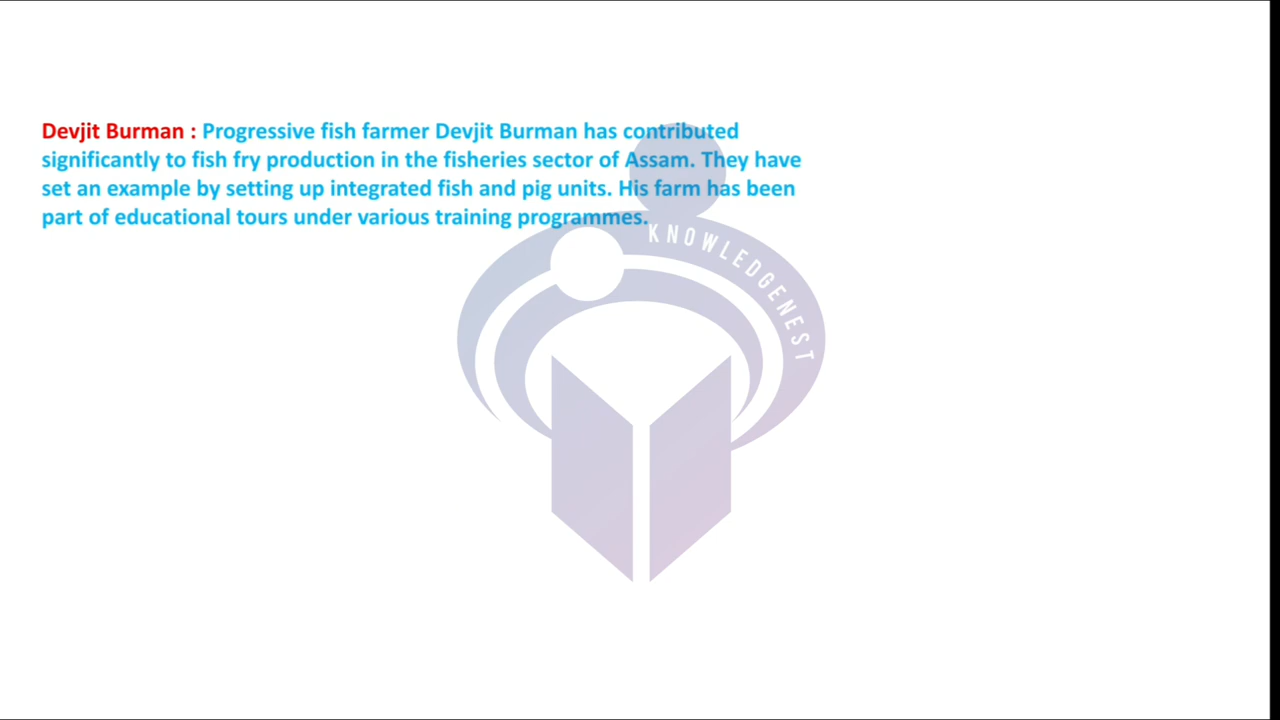 Devjit Burman : Progressive fish farmer Devjit Burman has contributed
significantly to fish fry production in the fisheries sector of Assam. They have
set an example by setting up integrated fish and pig units. His farm has been
part of educational tours under various training programmes.
KNOWLEDGENEST